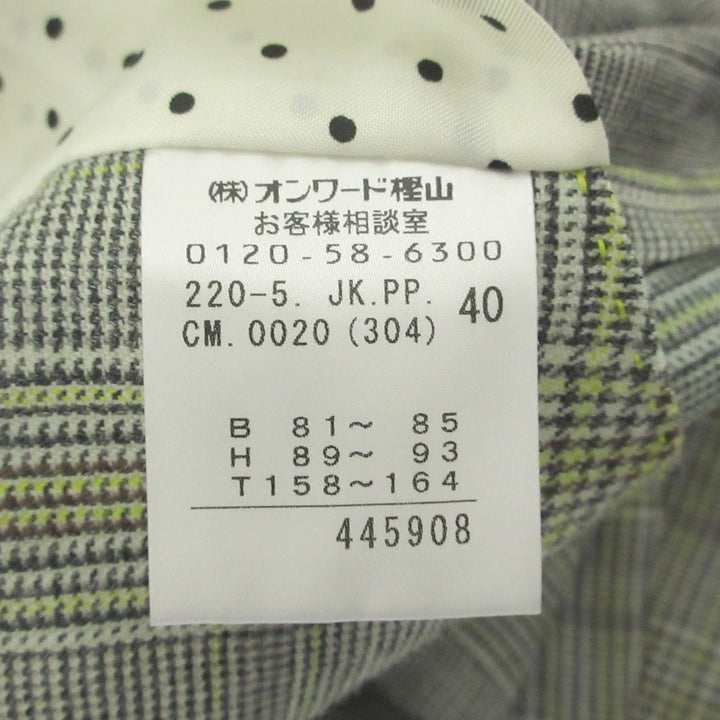 (株)オンワード樫山
お客様相談室
0120-58-6300
220-5. JK.PP. 40
CM.0020 (304)
B 81～ 85
H 89～ 93
T158～164
445908